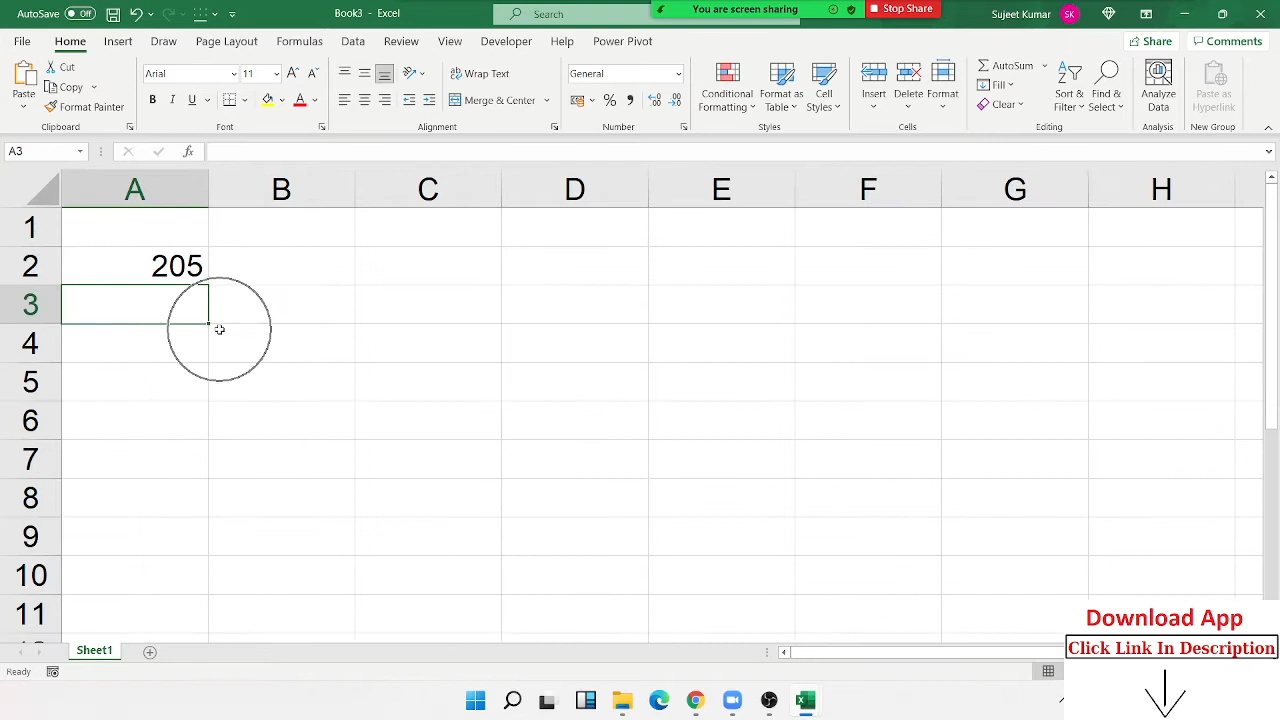 AutoSave Off Book3 - Excel Search You are screen sharing Stop Share Sujeet Kumar SK
File Home Insert Draw Page Layout Formulas Data Review View Developer Help Power Pivot Share Comments
Paste Cut Copy Format Painter Clipboard
Arial 11 B I U A Font
Wrap Text Merge & Center Alignment
General % , Number
Conditional Formatting Format as Table Cell Styles Styles
Insert Delete Format Cells
AutoSum Fill Clear Sort & Filter Find & Select Editing
Analyze Data Analysis
Paste as Hyperlink New Group
A3 fx
A B C D E F G H
1
2 205
3
4
5
6
7
8
9
10
11
Download App
Click Link In Description
Sheet1
Ready